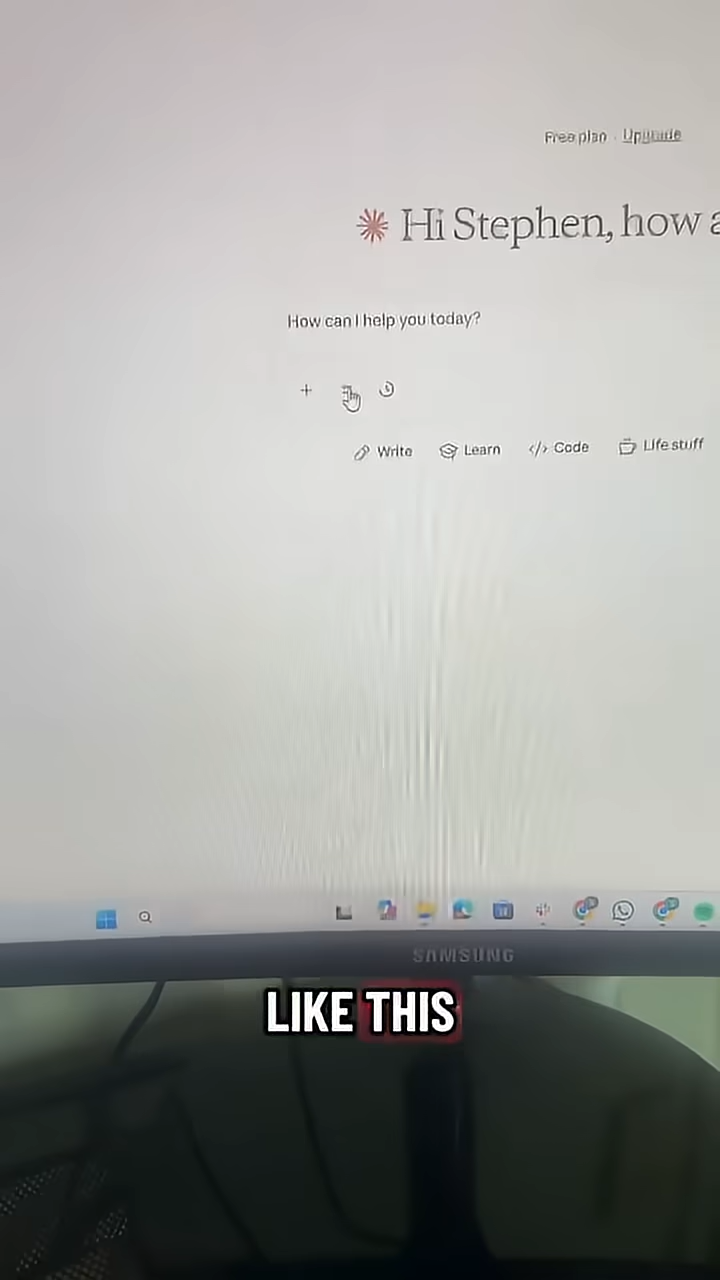 Free plan · Upgrade
Hi Stephen, how a
How can I help you today?
Write
Learn
</> Code
Life stuff
SAMSUNG
LIKE THIS